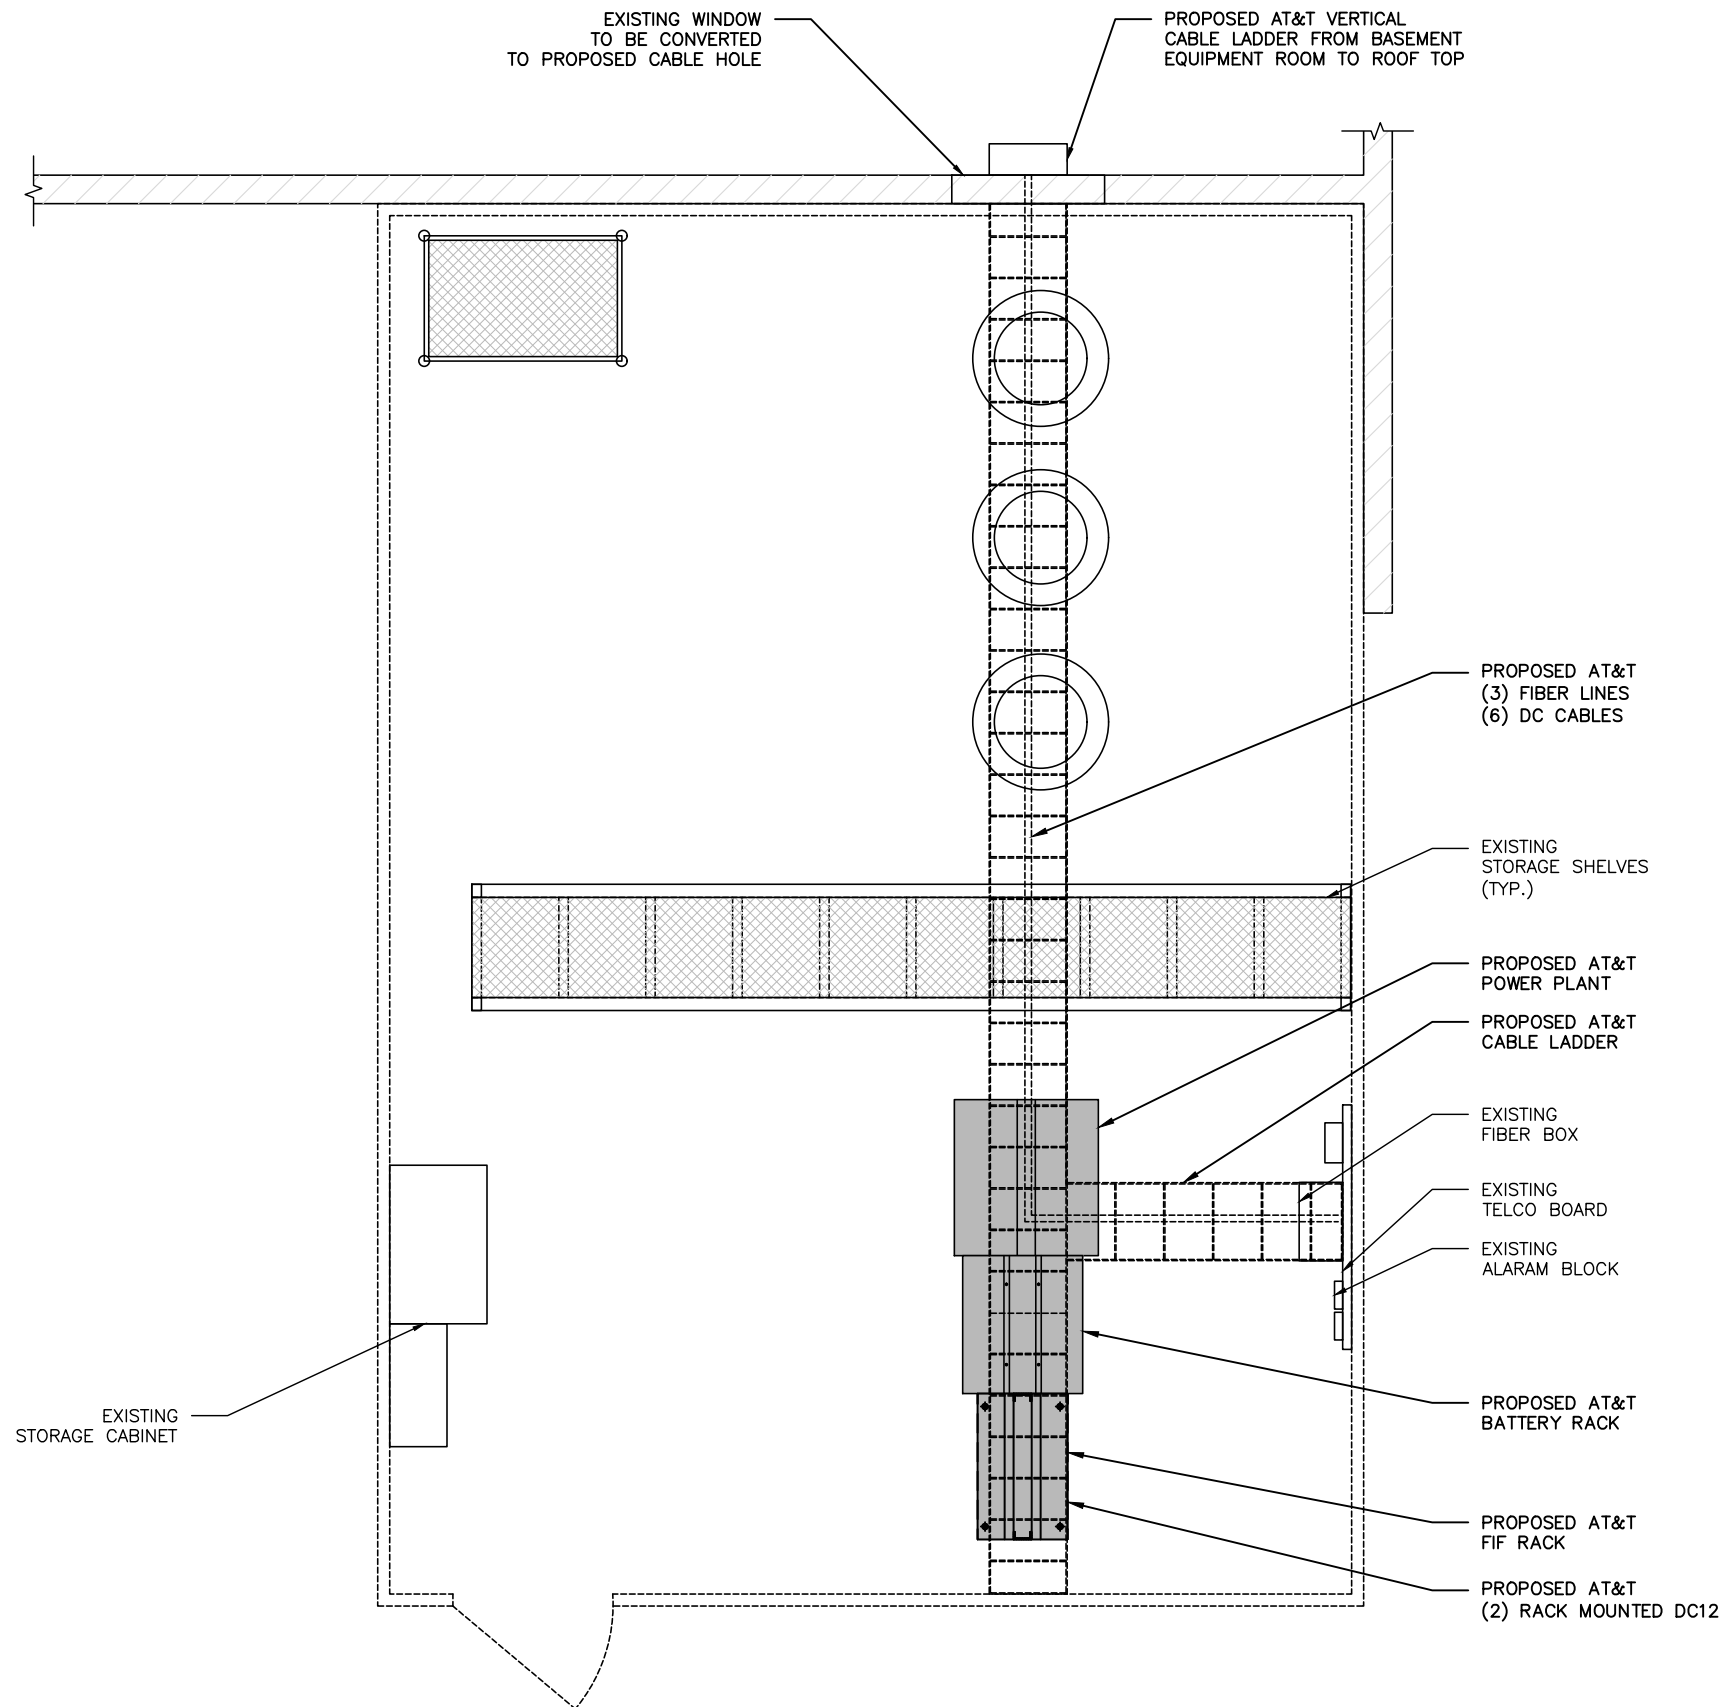 EXISTING WINDOW
TO BE CONVERTED
TO PROPOSED CABLE HOLE
PROPOSED AT&T VERTICAL
CABLE LADDER FROM BASEMENT
EQUIPMENT ROOM TO ROOF TOP
PROPOSED AT&T
(3) FIBER LINES
(6) DC CABLES
EXISTING
STORAGE SHELVES
(TYP.)
PROPOSED AT&T
POWER PLANT
PROPOSED AT&T
CABLE LADDER
EXISTING
FIBER BOX
EXISTING
TELCO BOARD
EXISTING
ALARAM BLOCK
PROPOSED AT&T
BATTERY RACK
EXISTING
STORAGE CABINET
PROPOSED AT&T
FIF RACK
PROPOSED AT&T
(2) RACK MOUNTED DC12